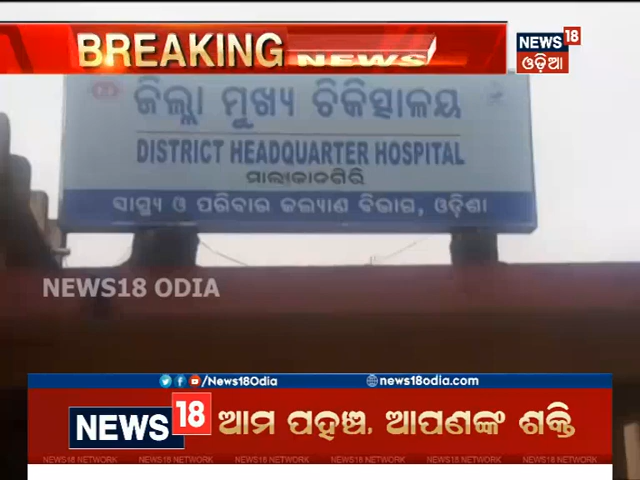 BREAKING
NEWS
NEWS18
ଓଡ଼ିଆ
ଜିଲ୍ଲା ମୁଖ୍ୟ ଚିକିତ୍ସାଳୟ
DISTRICT HEADQUARTER HOSPITAL
ମାଲକାନଗିରି
ସ୍ୱାସ୍ଥ୍ୟ ଓ ପରିବାର କଲ୍ୟାଣ ବିଭାଗ, ଓଡ଼ିଶା
NEWS18 ODIA
/News18Odia
news18odia.com
NEWS18 ଆମ ପହଞ୍ଚ, ଆପଣଙ୍କ ଶକ୍ତି
NEWS18 NETWORK NEWS18 NETWORK NEWS18 NETWORK NEWS18 NETWORK NEWS18 NETWORK NEWS18 NETWORK